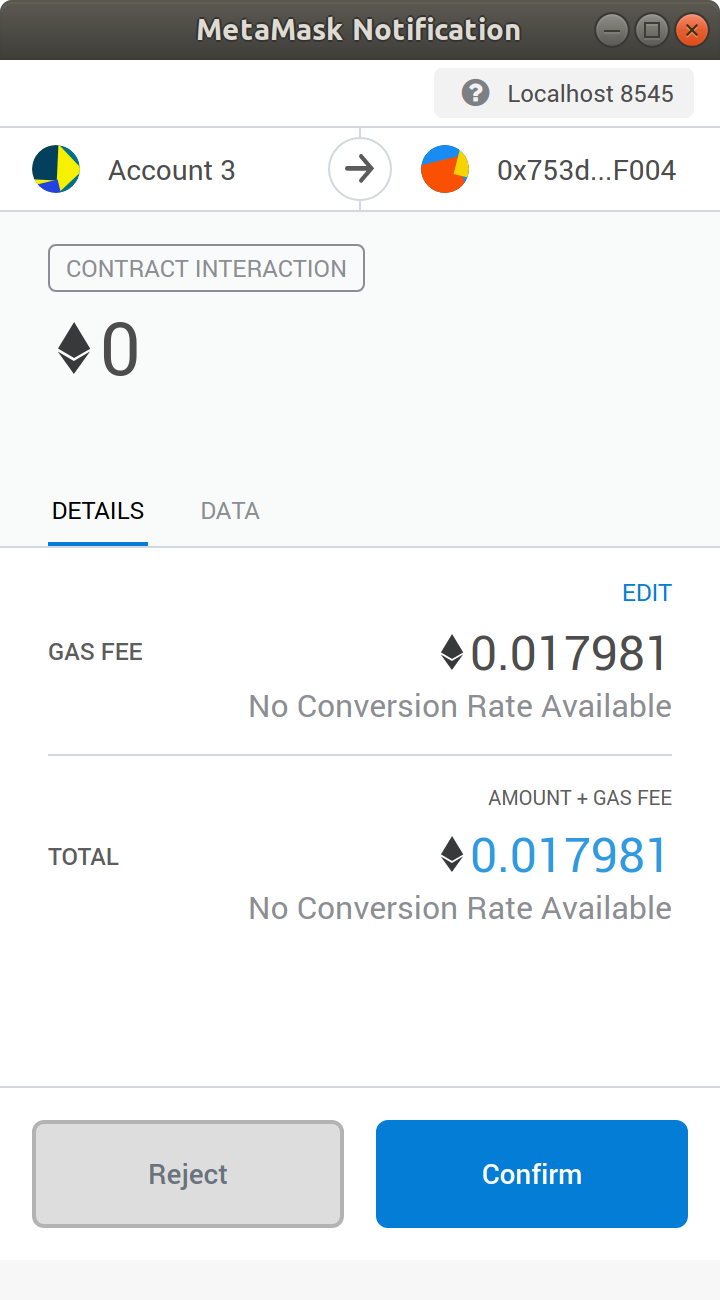 MetaMask Notification
Localhost 8545
Account 3
0x753d...F004
CONTRACT INTERACTION
0
DETAILS DATA
EDIT
GAS FEE 0.017981
No Conversion Rate Available
AMOUNT + GAS FEE
TOTAL 0.017981
No Conversion Rate Available
Reject Confirm